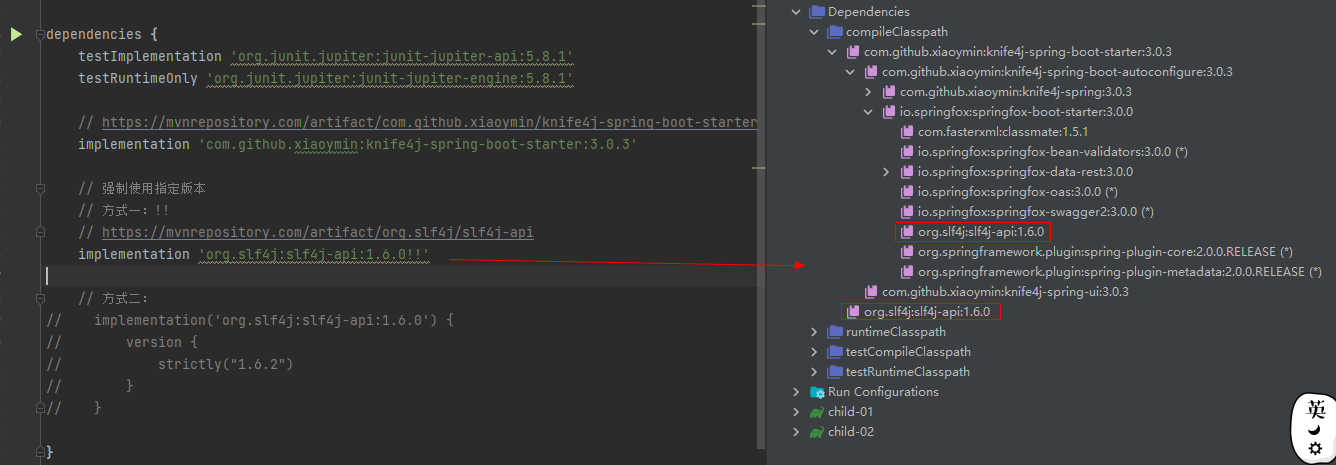 dependencies {
testImplementation 'org.junit.jupiter:junit-jupiter-api:5.8.1'
testRuntimeOnly 'org.junit.jupiter:junit-jupiter-engine:5.8.1'
// https://mvnrepository.com/artifact/com.github.xiaoymin/knife4j-spring-boot-starter
implementation 'com.github.xiaoymin:knife4j-spring-boot-starter:3.0.3'
// 强制使用指定版本
// 方式一：!!
// https://mvnrepository.com/artifact/org.slf4j/slf4j-api
implementation 'org.slf4j:slf4j-api:1.6.0!!'
// 方式二：
// implementation('org.slf4j:slf4j-api:1.6.0') {
// version {
// strictly("1.6.2")
// }
// }
}
Dependencies
compileClasspath
com.github.xiaoymin:knife4j-spring-boot-starter:3.0.3
com.github.xiaoymin:knife4j-spring-boot-autoconfigure:3.0.3
com.github.xiaoymin:knife4j-spring:3.0.3
io.springfox:springfox-boot-starter:3.0.0
com.fasterxml:classmate:1.5.1
io.springfox:springfox-bean-validators:3.0.0 (*)
io.springfox:springfox-data-rest:3.0.0
io.springfox:springfox-oas:3.0.0 (*)
io.springfox:springfox-swagger2:3.0.0 (*)
org.slf4j:slf4j-api:1.6.0
org.springframework.plugin:spring-plugin-core:2.0.0.RELEASE (*)
org.springframework.plugin:spring-plugin-metadata:2.0.0.RELEASE (*)
com.github.xiaoymin:knife4j-spring-ui:3.0.3
org.slf4j:slf4j-api:1.6.0
runtimeClasspath
testCompileClasspath
testRuntimeClasspath
Run Configurations
child-01
child-02
英